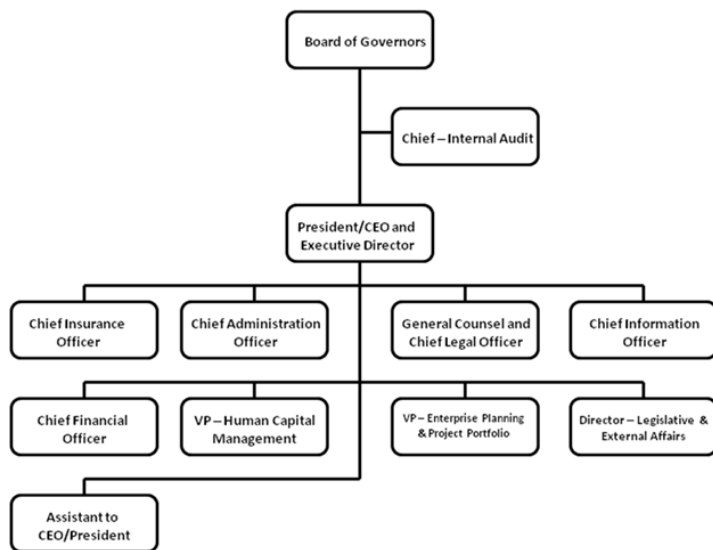 Board of Governors
Chief – Internal Audit
President/CEO and
Executive Director
Chief Insurance
Officer
Chief Administration
Officer
General Counsel and
Chief Legal Officer
Chief Information
Officer
Chief Financial
Officer
VP – Human Capital
Management
VP – Enterprise Planning
& Project Portfolio
Director – Legislative &
External Affairs
Assistant to
CEO/President